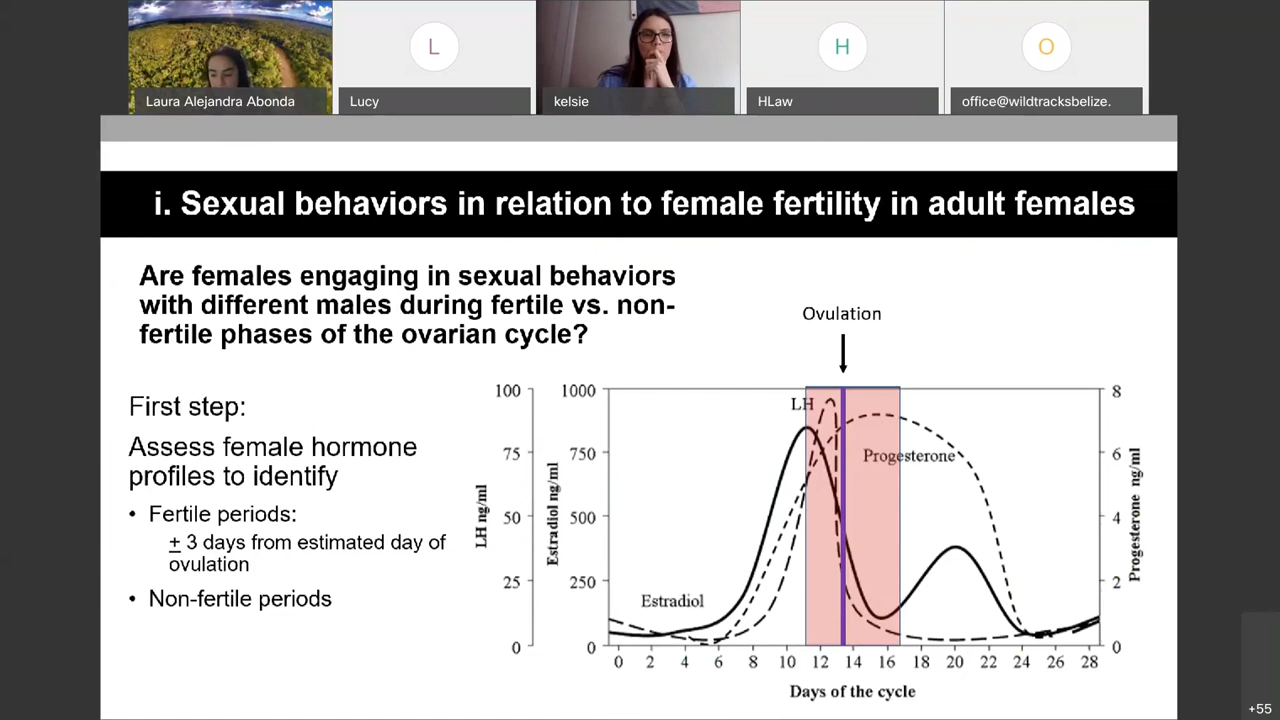 Laura Alejandra Abonda
L
Lucy
kelsie
H
HLaw
O
office@wildtracksbelize.
i. Sexual behaviors in relation to female fertility in adult females
Are females engaging in sexual behaviors
with different males during fertile vs. non-
fertile phases of the ovarian cycle?
First step:
Assess female hormone
profiles to identify
• Fertile periods:
± 3 days from estimated day of
ovulation
• Non-fertile periods
Ovulation
100
75
50
25
0
LH ng/ml
1000
750
500
250
0
Estradiol ng/ml
LH
Progesterone
Estradiol
8
6
4
2
0
Progesterone ng/ml
0 2 4 6 8 10 12 14 16 18 20 22 24 26 28
Days of the cycle
+55